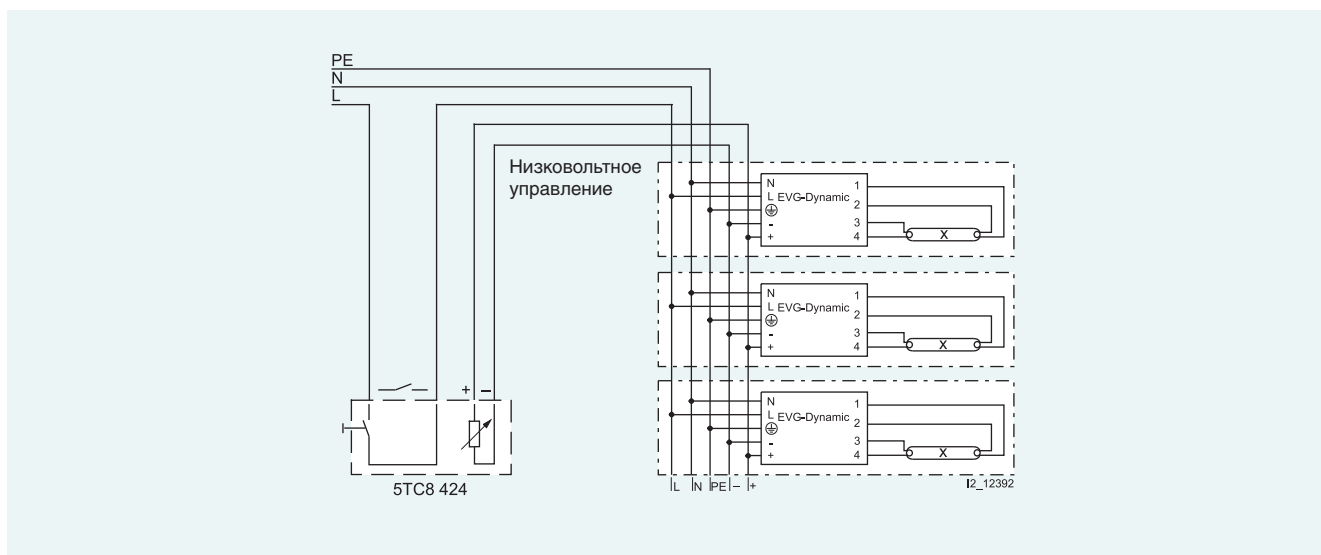 PE
N
L
Низковольтное
управление
N
L EVG-Dynamic
-
+
1
2
3
4
X
N
L EVG-Dynamic
-
+
1
2
3
4
X
N
L EVG-Dynamic
-
+
1
2
3
4
X
+ –
5TC8 424
L N PE – +
I2_12392